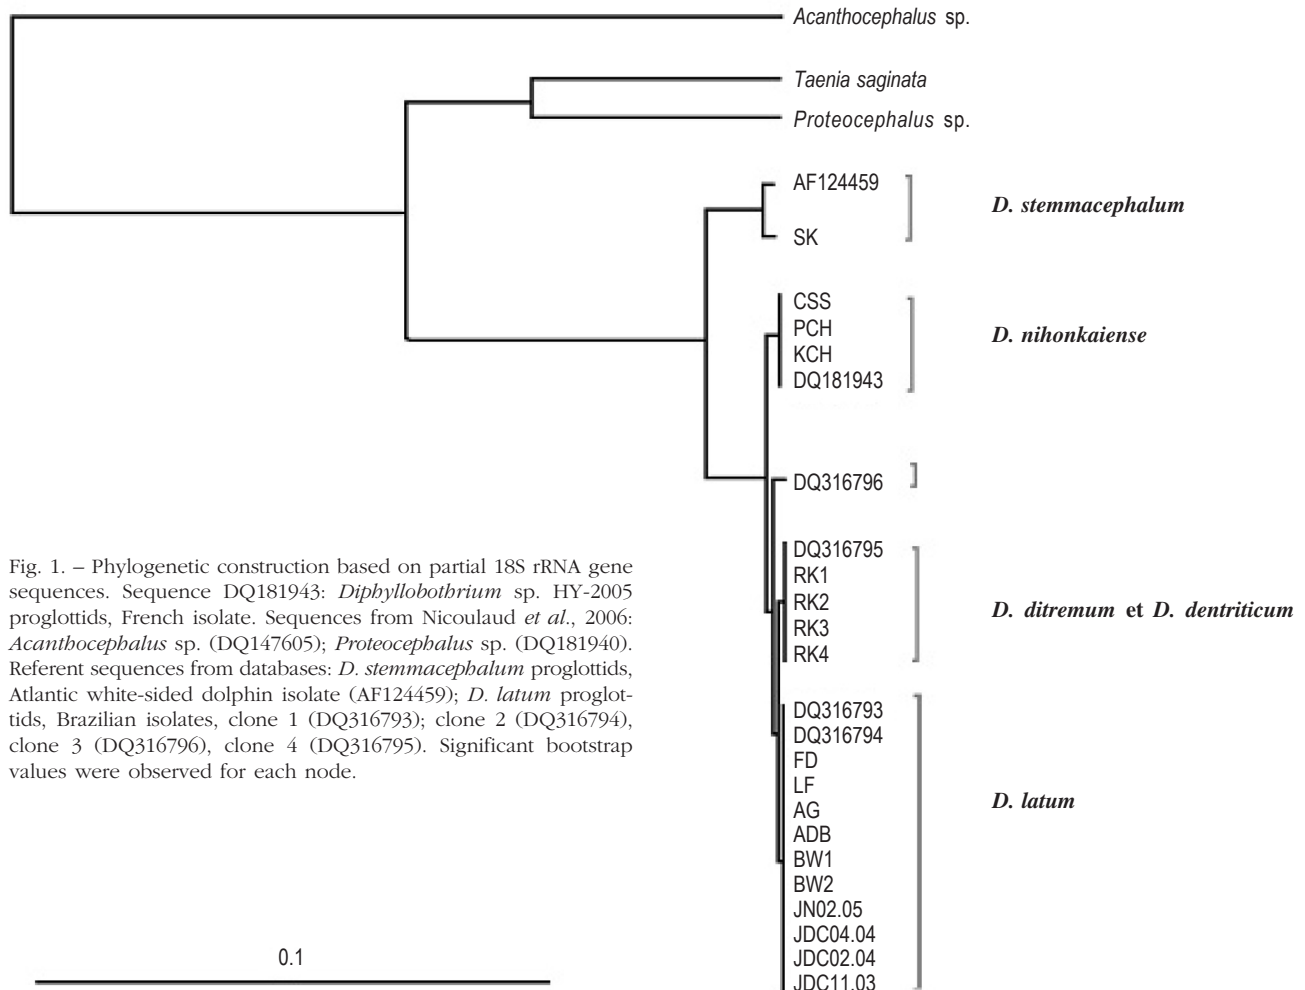 Acanthocephalus sp.
Taenia saginata
Proteocephalus sp.
AF124459
D. stemmacephalum
SK
CSS
PCH
D. nihonkaiense
KCH
DQ181943
DQ316796
DQ316795
RK1
RK2
D. ditremum et D. dentriticum
RK3
RK4
DQ316793
DQ316794
FD
LF
AG
D. latum
ADB
BW1
BW2
JN02.05
JDC04.04
JDC02.04
JDC11.03
Fig. 1. – Phylogenetic construction based on partial 18S rRNA gene
sequences. Sequence DQ181943: Diphyllobothrium sp. HY-2005
proglottids, French isolate. Sequences from Nicoulaud et al., 2006:
Acanthocephalus sp. (DQ147605); Proteocephalus sp. (DQ181940).
Referent sequences from databases: D. stemmacephalum proglottids,
Atlantic white-sided dolphin isolate (AF124459); D. latum proglot-
tids, Brazilian isolates, clone 1 (DQ316793); clone 2 (DQ316794),
clone 3 (DQ316796), clone 4 (DQ316795). Significant bootstrap
values were observed for each node.
0.1